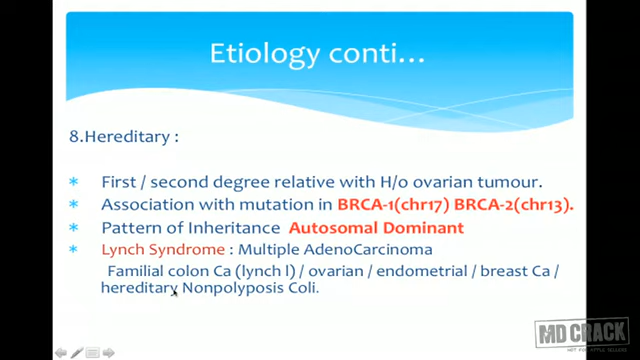 Etiology conti...
8.Hereditary :
* First / second degree relative with H/o ovarian tumour.
* Association with mutation in BRCA-1(chr17) BRCA-2(chr13).
* Pattern of Inheritance Autosomal Dominant
* Lynch Syndrome : Multiple AdenoCarcinoma
Familial colon Ca (lynch l) / ovarian / endometrial / breast Ca /
hereditary Nonpolyposis Coli.
MD CRACK